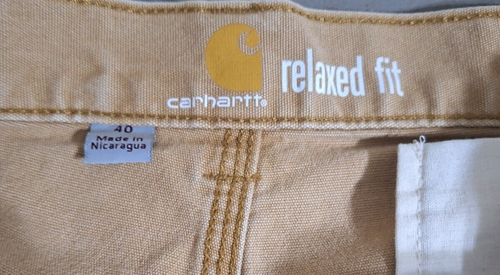 relaxed fit
carhartt®
40
Made in
Nicaragua